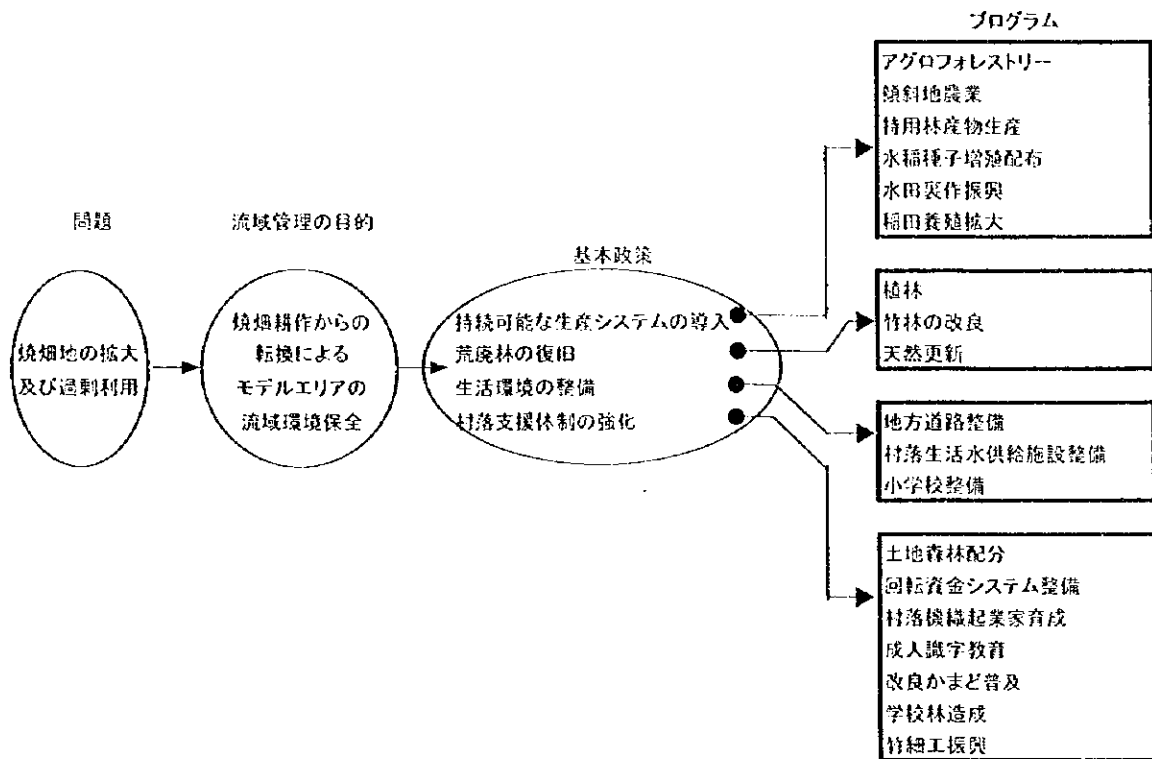 問題
焼畑地の拡大
及び過剰利用
流域管理の目的
焼畑耕作からの
転換による
モデルエリアの
流域環境保全
基本政策
持続可能な生産システムの導入
荒廃林の復旧
生活環境の整備
村落支援体制の強化
プログラム
アグロフォレストリー
傾斜地農業
特用林産物生産
水稲種子増殖配布
水田裏作振興
稲田養殖拡大
植林
竹林の改良
天然更新
地方道路整備
村落生活水供給施設整備
小学校整備
土地森林配分
回転資金システム整備
村落機織起業家育成
成人識字教育
改良かまど普及
学校林造成
竹細工振興